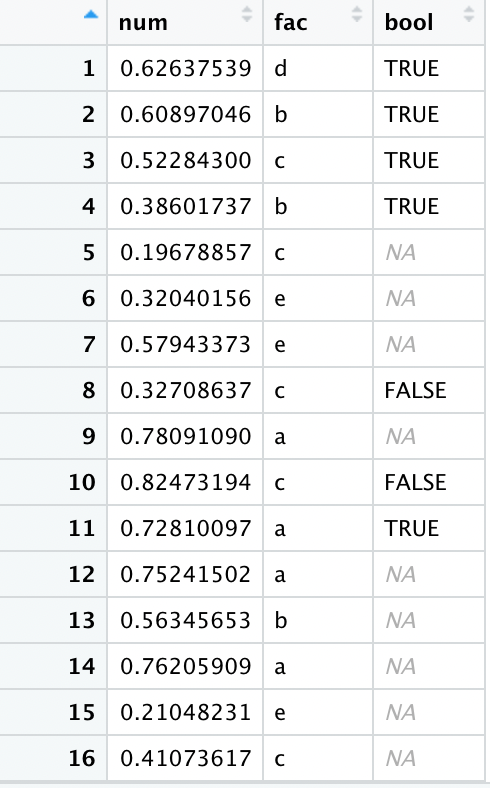 num fac bool
1 0.62637539 d TRUE
2 0.60897046 b TRUE
3 0.52284300 c TRUE
4 0.38601737 b TRUE
5 0.19678857 c NA
6 0.32040156 e NA
7 0.57943373 e NA
8 0.32708637 c FALSE
9 0.78091090 a NA
10 0.82473194 c FALSE
11 0.72810097 a TRUE
12 0.75241502 a NA
13 0.56345653 b NA
14 0.76205909 a NA
15 0.21048231 e NA
16 0.41073617 c NA